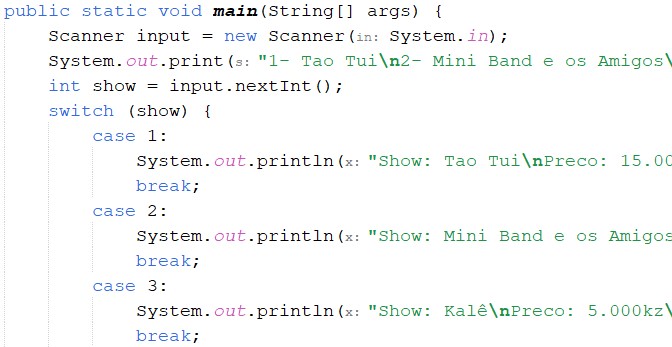 public static void main(String[] args) {
Scanner input = new Scanner(in: System.in);
System.out.print(s: "1- Tao Tui\n2- Mini Band e os Amigos\
int show = input.nextInt();
switch (show) {
case 1:
System.out.println(x: "Show: Tao Tui\nPreco: 15.00
break;
case 2:
System.out.println(x: "Show: Mini Band e os Amigos
break;
case 3:
System.out.println(x: "Show: Kalê\nPreco: 5.000kz\
break;